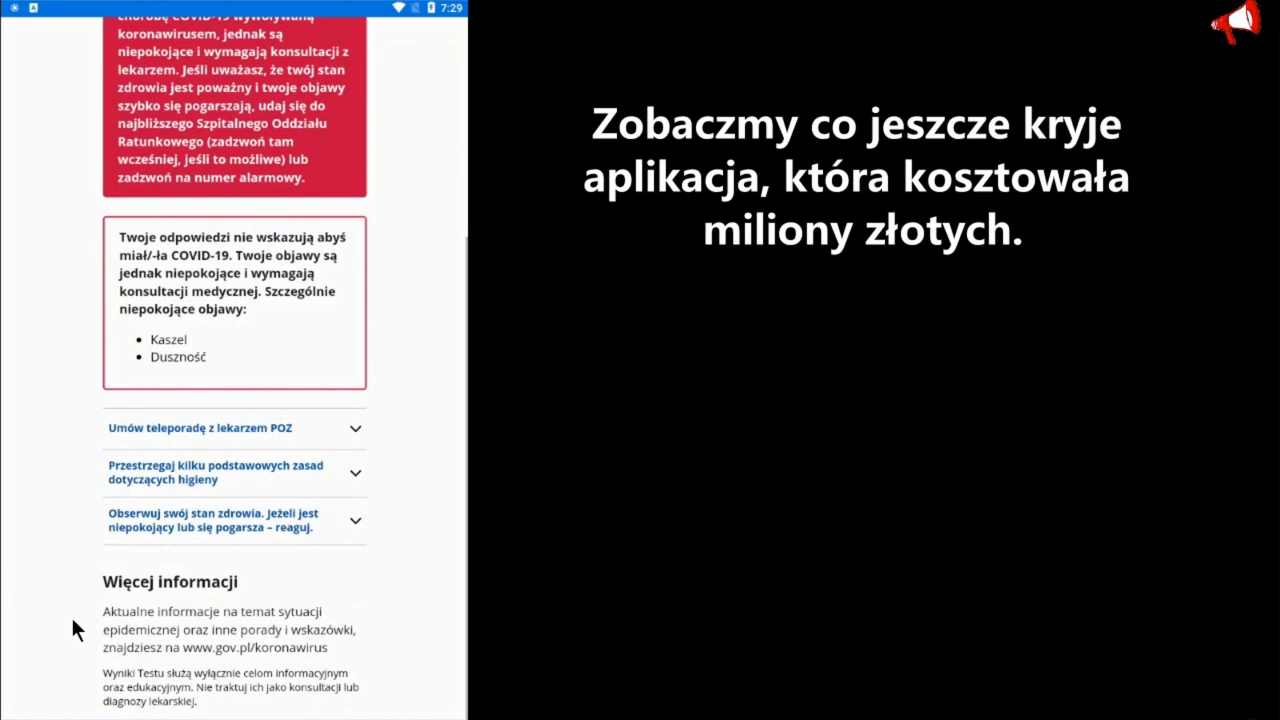 7:29
chorobę COVID-19 wywoływaną
koronawirusem, jednak są
niepokojące i wymagają konsultacji z
lekarzem. Jeśli uważasz, że twój stan
zdrowia jest poważny i twoje objawy
szybko się pogarszają, udaj się do
najbliższego Szpitalnego Oddziału
Ratunkowego (zadzwoń tam
wcześniej, jeśli to możliwe) lub
zadzwoń na numer alarmowy.
Twoje odpowiedzi nie wskazują abyś
miał/-ła COVID-19. Twoje objawy są
jednak niepokojące i wymagają
konsultacji medycznej. Szczególnie
niepokojące objawy:
• Kaszel
• Duszność
Umów teleporadę z lekarzem POZ
Przestrzegaj kilku podstawowych zasad
dotyczących higieny
Obserwuj swój stan zdrowia. Jeżeli jest
niepokojący lub się pogarsza – reaguj.
Więcej informacji
Aktualne informacje na temat sytuacji
epidemicznej oraz inne porady i wskazówki,
znajdziesz na www.gov.pl/koronawirus
Wyniki Testu służą wyłącznie celom informacyjnym
oraz edukacyjnym. Nie traktuj ich jako konsultacji lub
diagnozy lekarskiej.
Zobaczmy co jeszcze kryje
aplikacja, która kosztowała
miliony złotych.